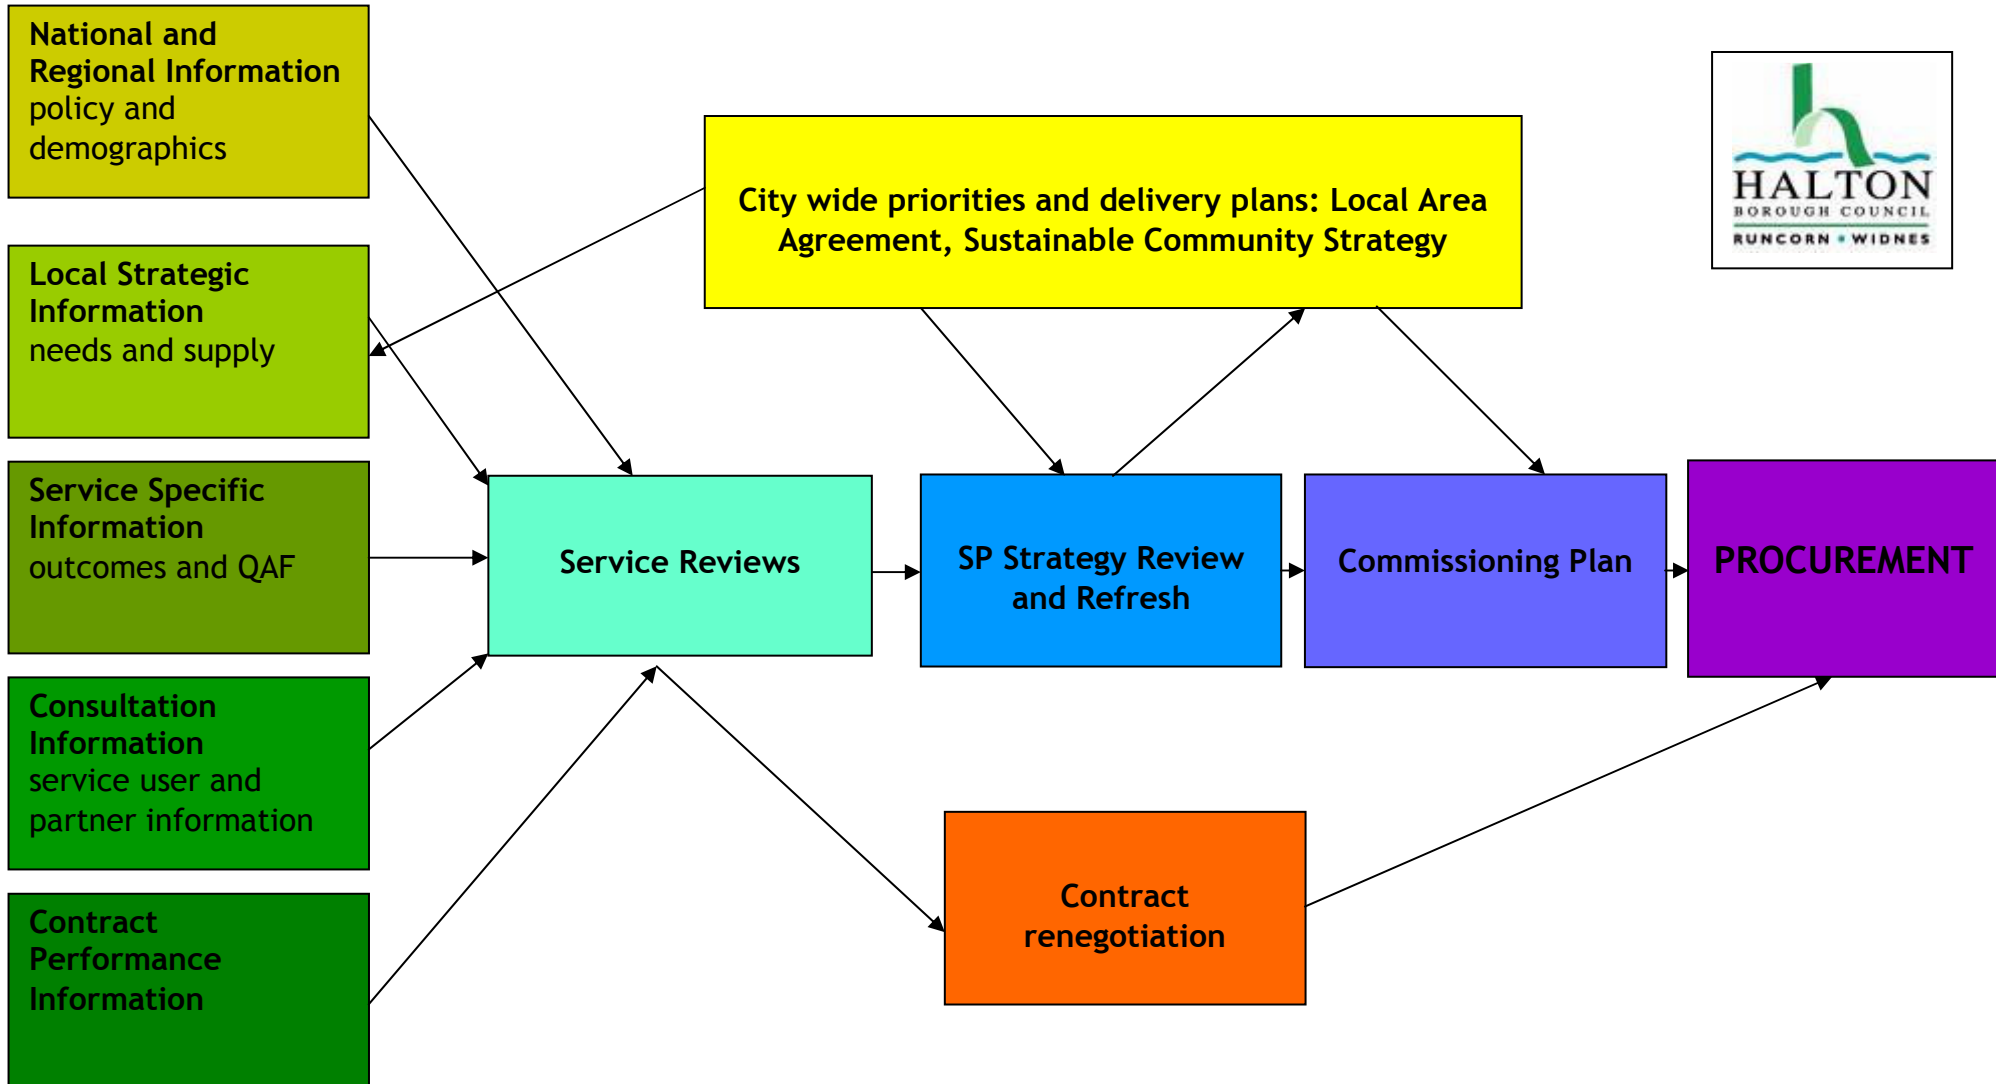 National and
Regional Information
policy and
demographics
City wide priorities and delivery plans: Local Area
Agreement, Sustainable Community Strategy
HALTON
BOROUGH COUNCIL
RUNCORN • WIDNES
Local Strategic
Information
needs and supply
Service Specific
Information
outcomes and QAF
Service Reviews
SP Strategy Review
and Refresh
Commissioning Plan
PROCUREMENT
Consultation
Information
service user and
partner information
Contract
renegotiation
Contract
Performance
Information